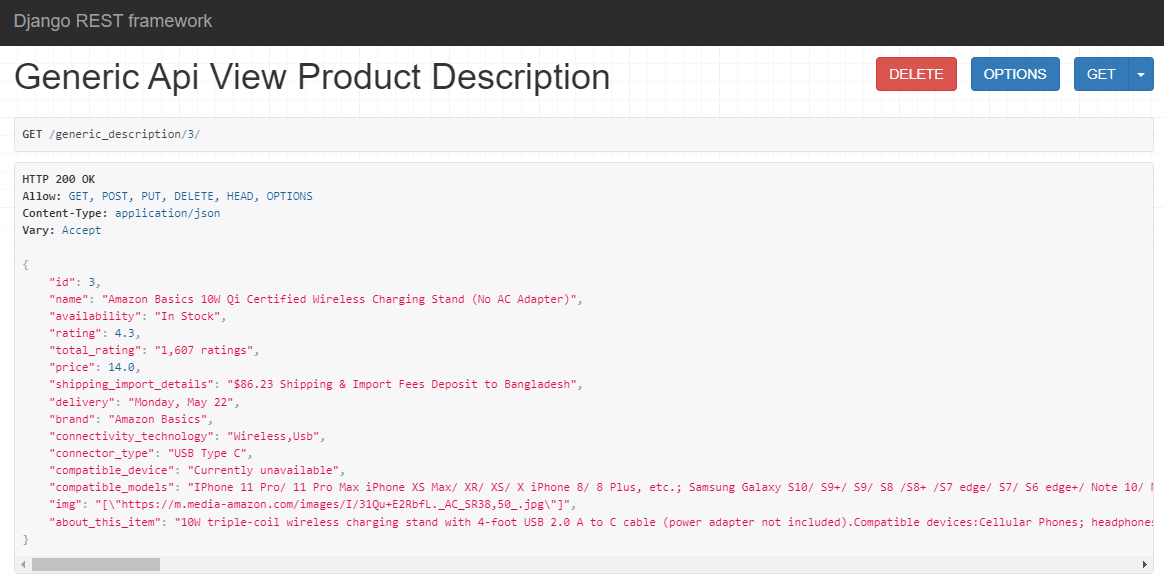 Django REST framework
Generic Api View Product Description
DELETE OPTIONS GET
GET /generic_description/3/
HTTP 200 OK
Allow: GET, POST, PUT, DELETE, HEAD, OPTIONS
Content-Type: application/json
Vary: Accept
{
"id": 3,
"name": "Amazon Basics 10W Qi Certified Wireless Charging Stand (No AC Adapter)",
"availability": "In Stock",
"rating": 4.3,
"total_rating": "1,607 ratings",
"price": 14.0,
"shipping_import_details": "$86.23 Shipping & Import Fees Deposit to Bangladesh",
"delivery": "Monday, May 22",
"brand": "Amazon Basics",
"connectivity_technology": "Wireless,Usb",
"connector_type": "USB Type C",
"compatible_device": "Currently unavailable",
"compatible_models": "IPhone 11 Pro/ 11 Pro Max iPhone XS Max/ XR/ XS/ X iPhone 8/ 8 Plus, etc.; Samsung Galaxy S10/ S9+/ S9/ S8 /S8+ /S7 edge/ S7/ S6 edge+/ Note 10/
"img": "[\"https://m.media-amazon.com/images/I/31Qu+E2RbfL._AC_SR38,50_.jpg\"]",
"about_this_item": "10W triple-coil wireless charging stand with 4-foot USB 2.0 A to C cable (power adapter not included).Compatible devices:Cellular Phones; headphones
}